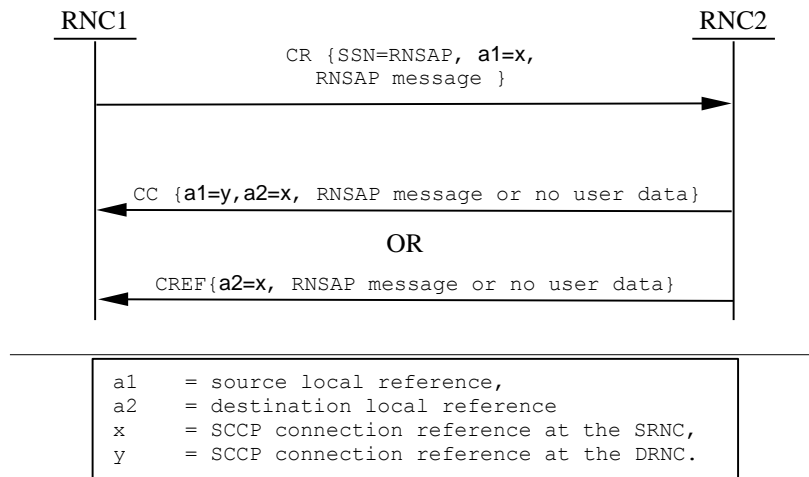 RNC1 RNC2
CR {SSN=RNSAP, a1=x,
RNSAP message }
CC {a1=y,a2=x, RNSAP message or no user data}
OR
CREF{a2=x, RNSAP message or no user data}
a1 = source local reference,
a2 = destination local reference
x = SCCP connection reference at the SRNC,
y = SCCP connection reference at the DRNC.